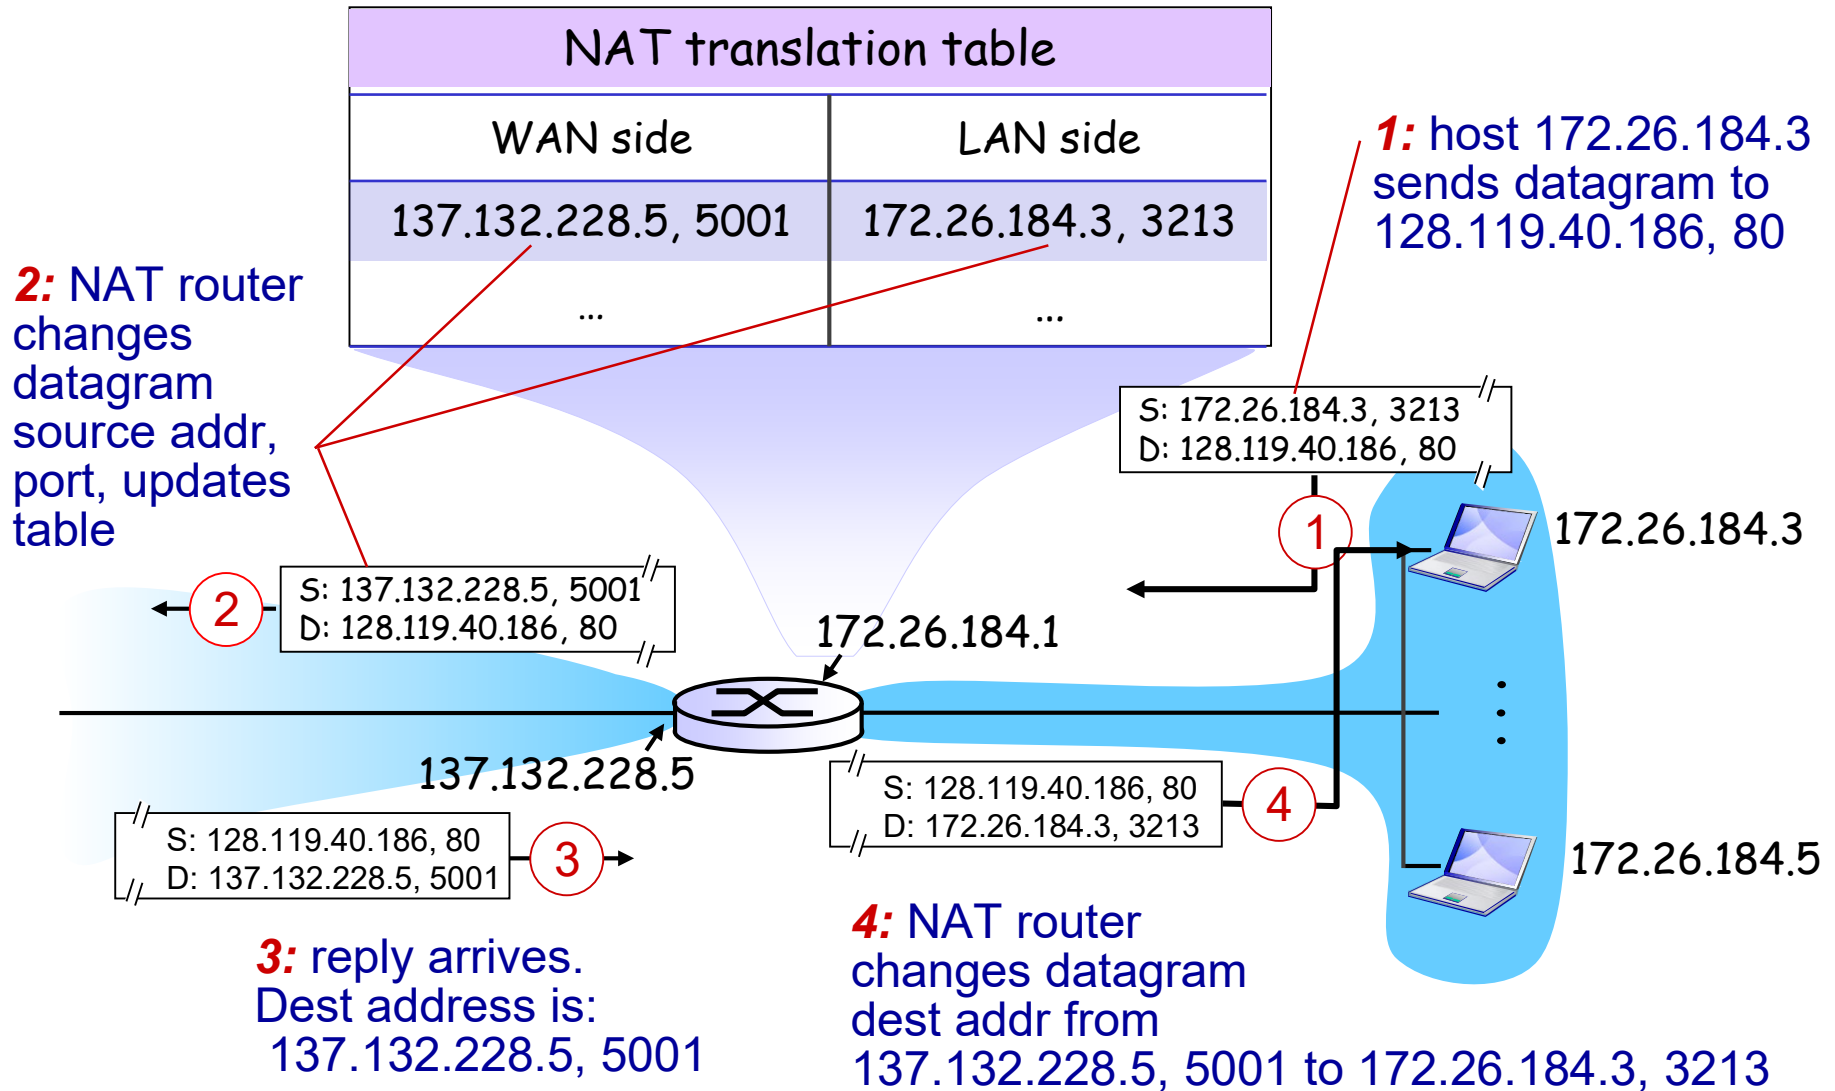 NAT translation table
WAN side
LAN side
137.132.228.5, 5001
172.26.184.3, 3213
...
...
1: host 172.26.184.3
sends datagram to
128.119.40.186, 80
2: NAT router
changes
datagram
source addr,
port, updates
table
S: 172.26.184.3, 3213
D: 128.119.40.186, 80
1
172.26.184.3
S: 137.132.228.5, 5001
D: 128.119.40.186, 80
2
172.26.184.1
137.132.228.5
S: 128.119.40.186, 80
D: 172.26.184.3, 3213
4
S: 128.119.40.186, 80
D: 137.132.228.5, 5001
3
172.26.184.5
3: reply arrives.
Dest address is:
137.132.228.5, 5001
4: NAT router
changes datagram
dest addr from
137.132.228.5, 5001 to 172.26.184.3, 3213